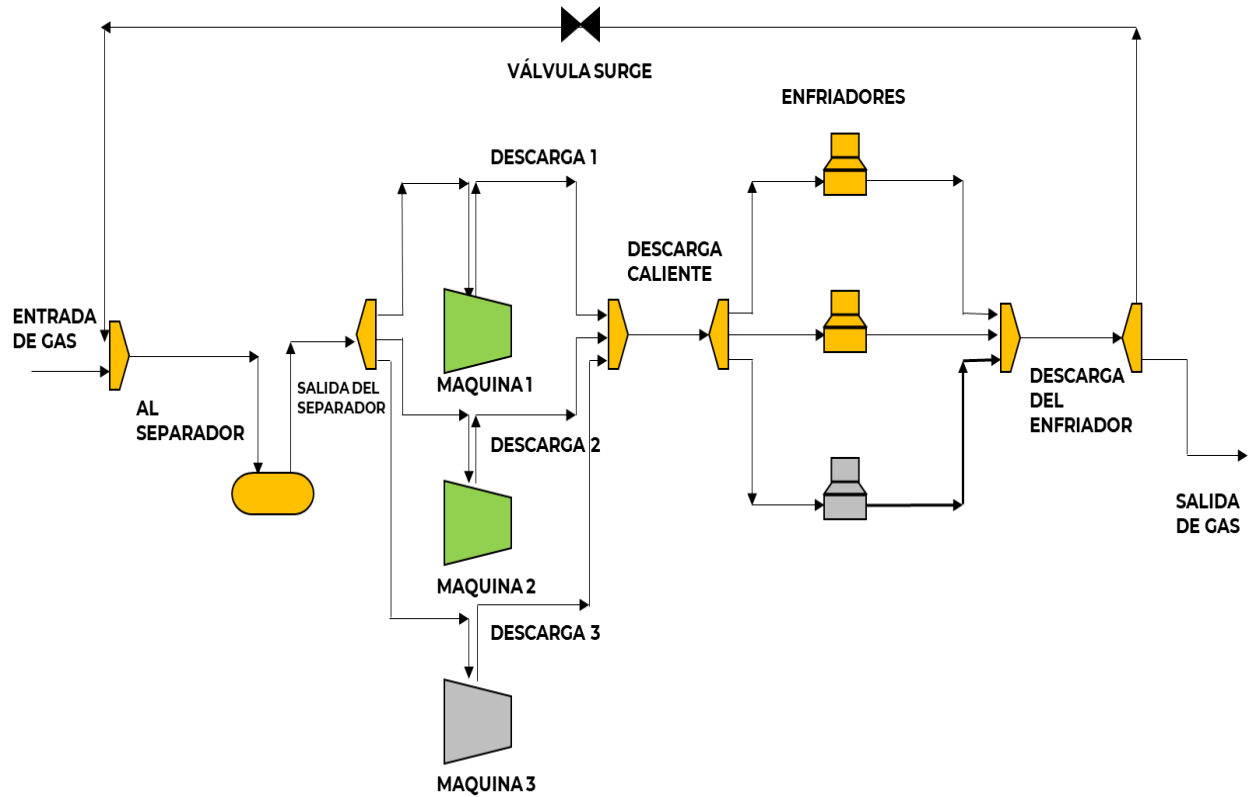 VÁLVULA SURGE
ENFRIADORES
DESCARGA 1
DESCARGA
CALIENTE
ENTRADA
DE GAS
MAQUINA 1
SALIDA DEL
SEPARADOR
AL
SEPARADOR
DESCARGA
DEL
ENFRIADOR
DESCARGA 2
SALIDA
DE GAS
MAQUINA 2
DESCARGA 3
MAQUINA 3